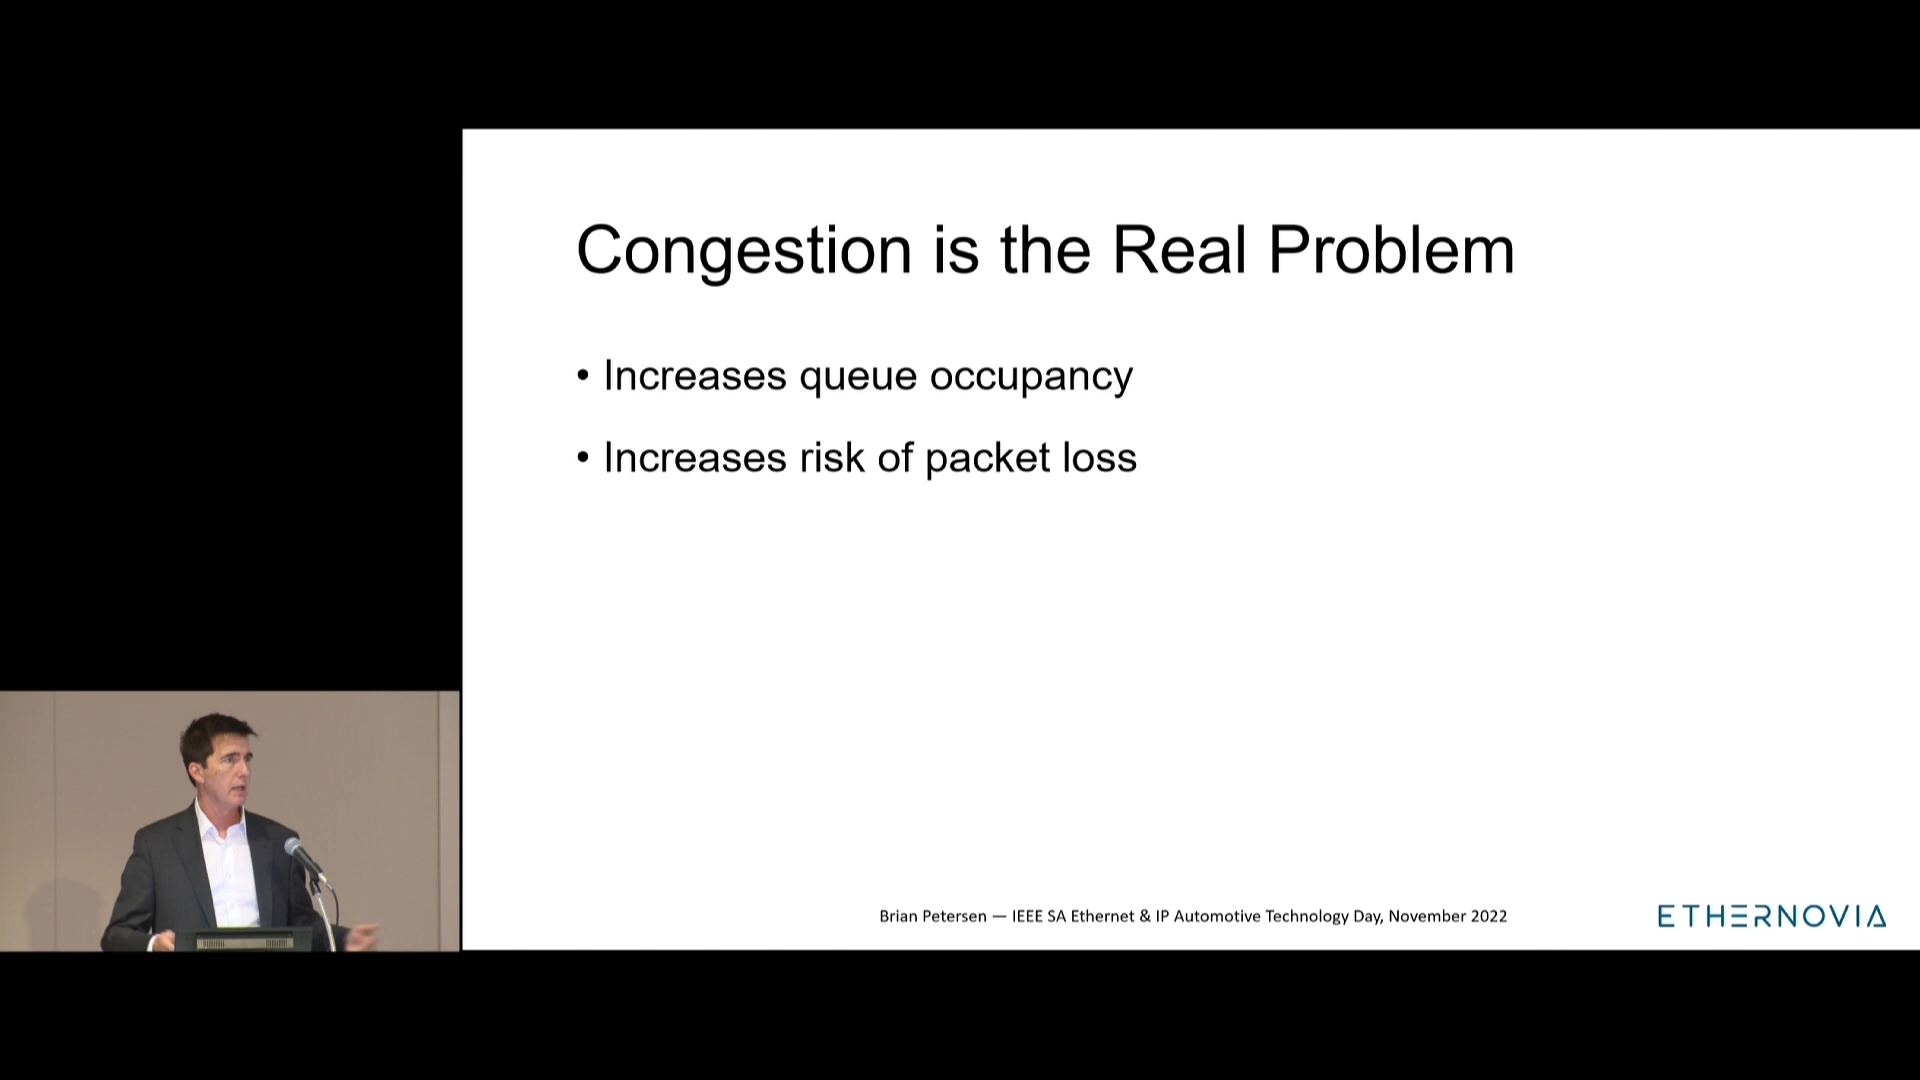 Congestion is the Real Problem
• Increases queue occupancy
• Increases risk of packet loss
Brian Petersen — IEEE SA Ethernet & IP Automotive Technology Day, November 2022
ETHERNOVIA